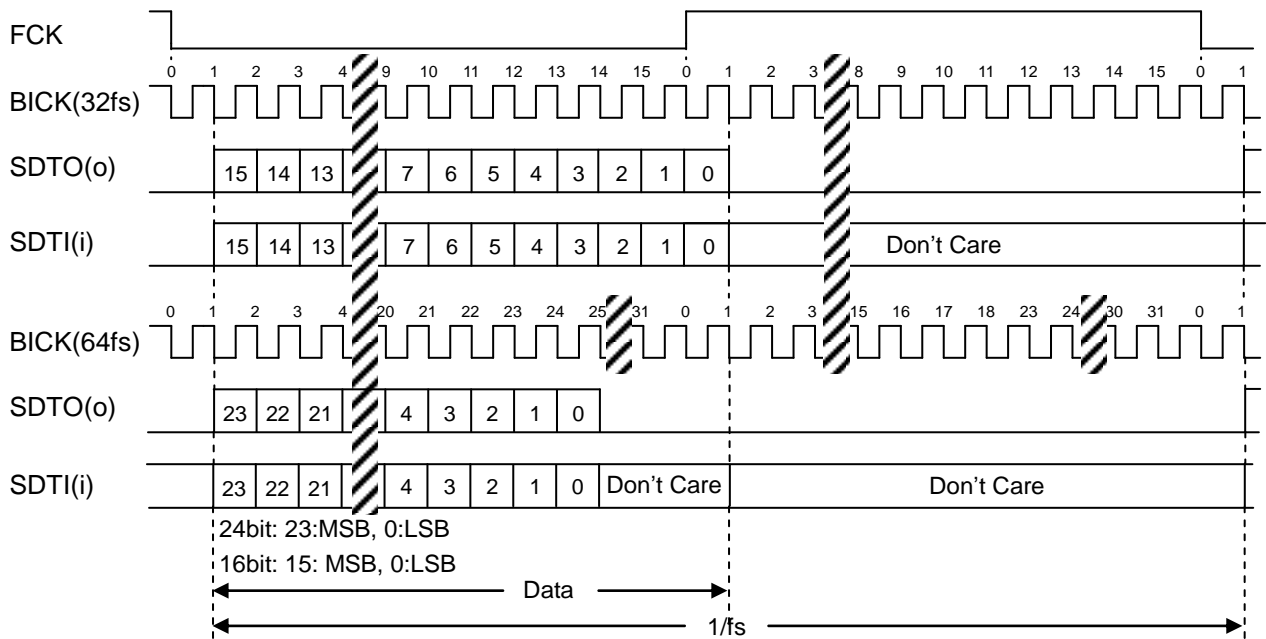 FCK
0 1 2 3 4 9 10 11 12 13 14 15 0 1 2 3 8 9 10 11 12 13 14 15 0 1
BICK(32fs)
SDTO(o) 15 14 13 7 6 5 4 3 2 1 0
SDTI(i) 15 14 13 7 6 5 4 3 2 1 0 Don't Care
0 1 2 3 4 20 21 22 23 24 25 31 0 1 2 3 15 16 17 18 23 24 30 31 0 1
BICK(64fs)
SDTO(o) 23 22 21 4 3 2 1 0
SDTI(i) 23 22 21 4 3 2 1 0 Don't Care Don't Care
24bit: 23:MSB, 0:LSB
16bit: 15: MSB, 0:LSB
Data
1/fs